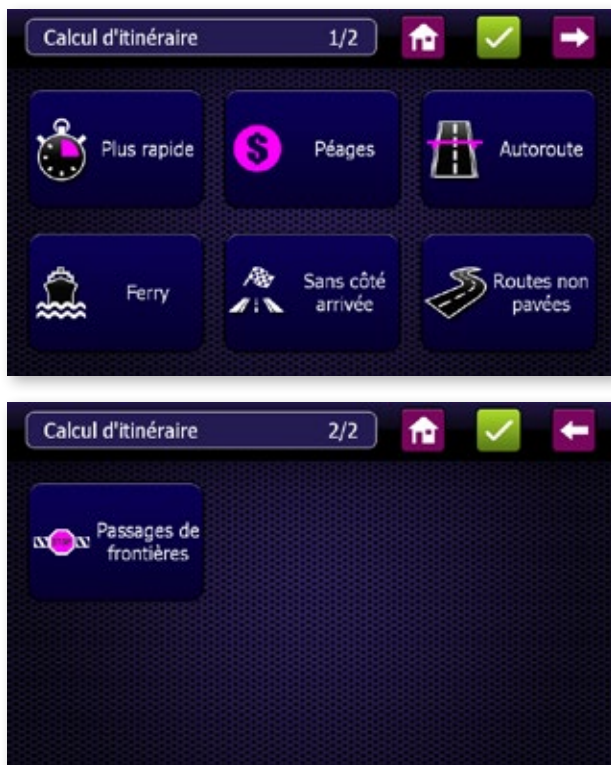 Calcul d'itinéraire 1/2
Plus rapide
$
Péages
Autoroute
Ferry
Sans côté
arrivée
Routes non
pavées
Calcul d'itinéraire 2/2
Passages de
frontières